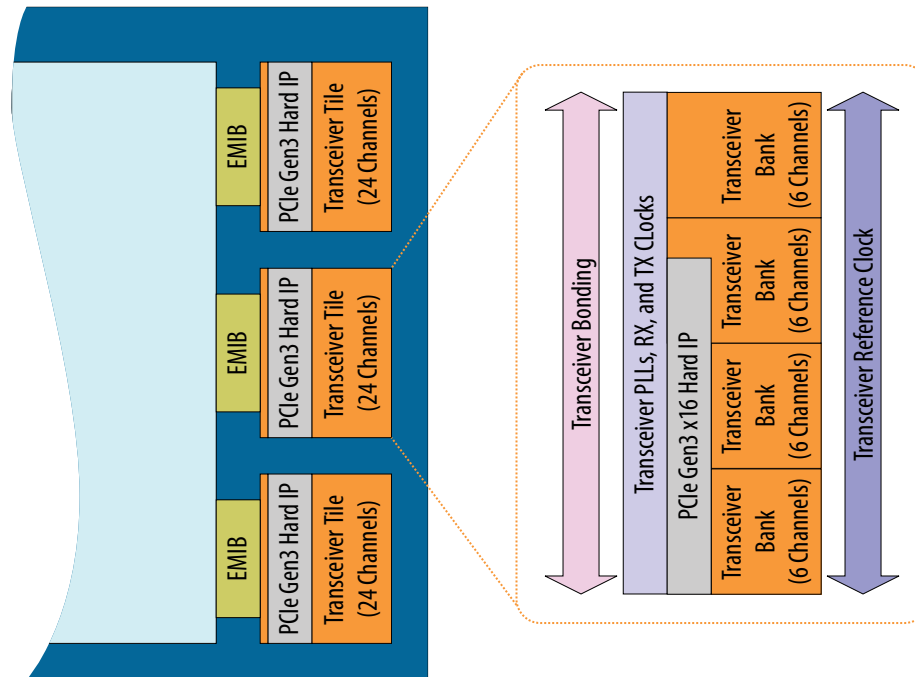 EMIB
PCIe Gen3 Hard IP
Transceiver Tile
(24 Channels)
EMIB
PCIe Gen3 Hard IP
Transceiver Tile
(24 Channels)
EMIB
PCIe Gen3 Hard IP
Transceiver Tile
(24 Channels)
Transceiver Bonding
Transceiver PLLs, RX, and TX CLocks
PCIe Gen3 x16 Hard IP
Transceiver
Bank
(6 Channels)
Transceiver
Bank
(6 Channels)
Transceiver
Bank
(6 Channels)
Transceiver
Bank
(6 Channels)
Transceiver Reference Clock